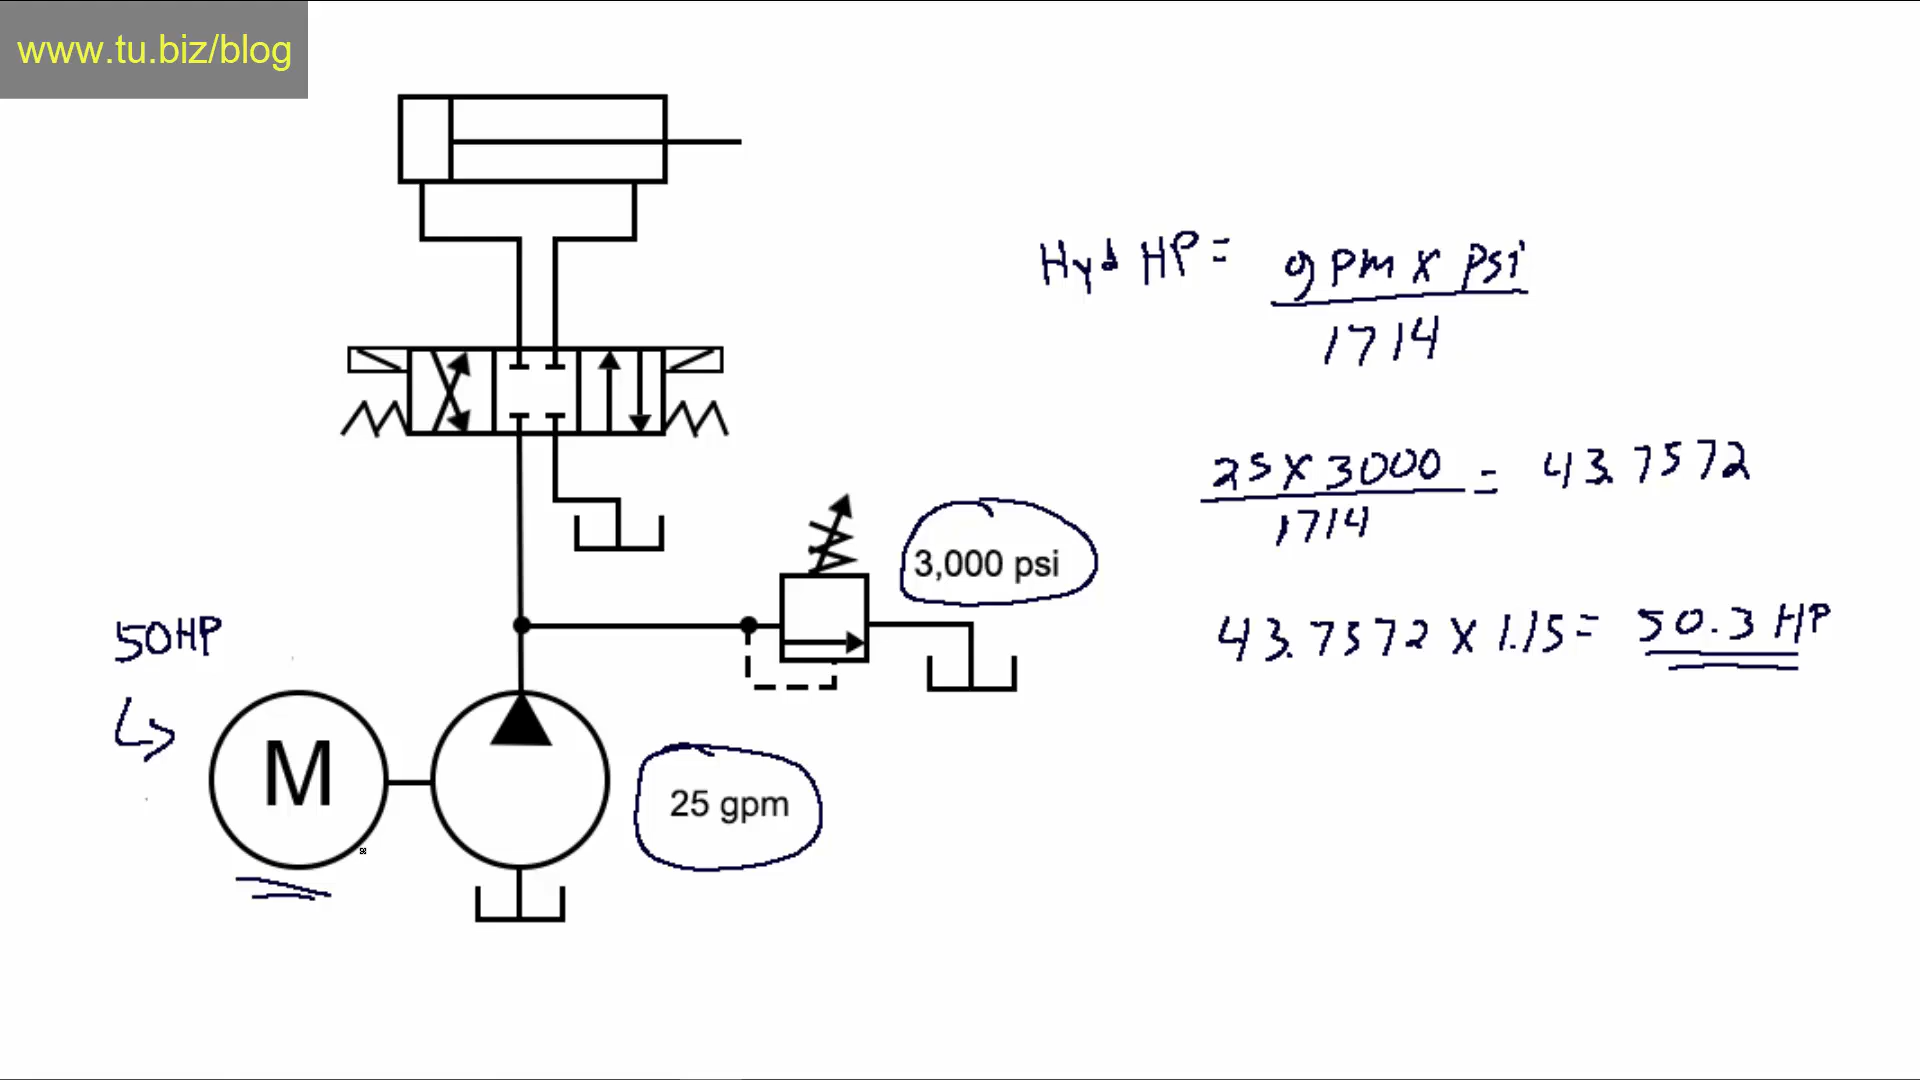 www.tu.biz/blog
Hyd HP = gpm x psi
1714
25 x 3000 = 43.7572
1714
3,000 psi
43.7572 x 1.15 = 50.3 HP
50HP
M
25 gpm